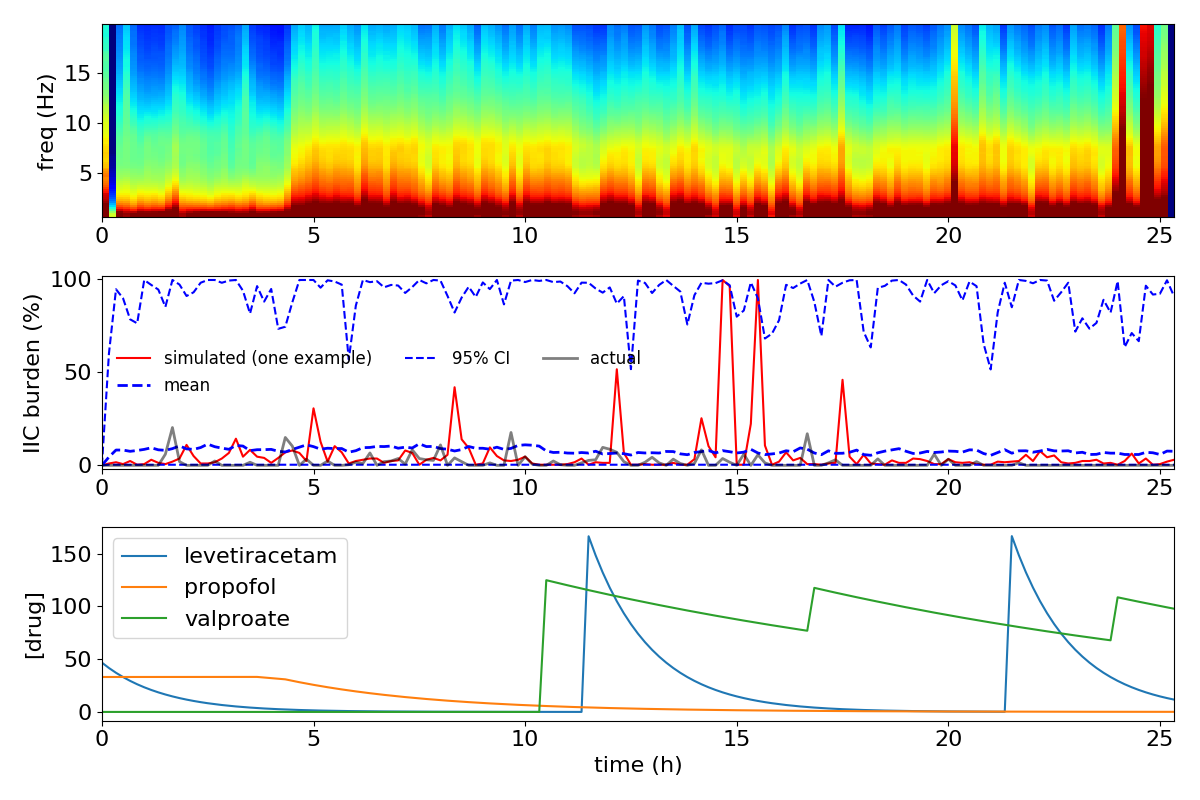 freq (Hz)
15
10
5
0 5 10 15 20 25
IIC burden (%)
100
50
0
simulated (one example) 95% CI actual
mean
0 5 10 15 20 25
[drug]
150
100
50
0
levetiracetam
propofol
valproate
0 5 10 15 20 25
time (h)